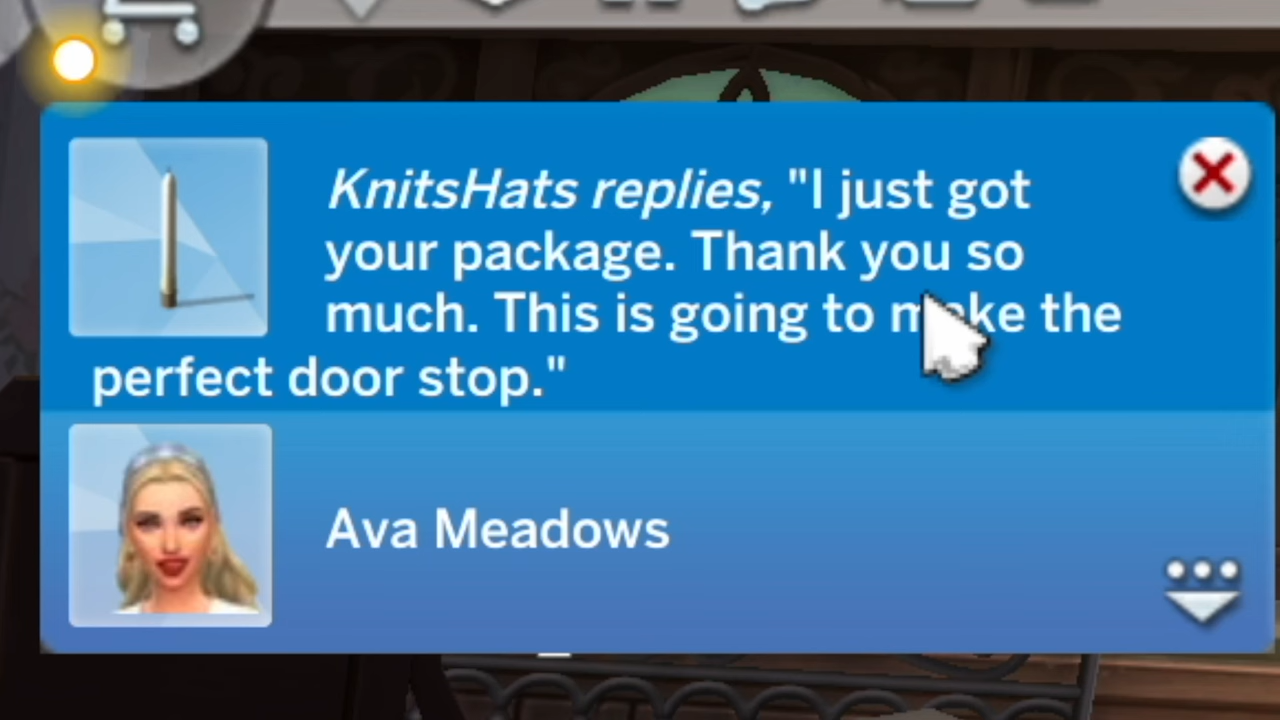 KnitsHats replies, "I just got
your package. Thank you so
much. This is going to make the
perfect door stop."
Ava Meadows